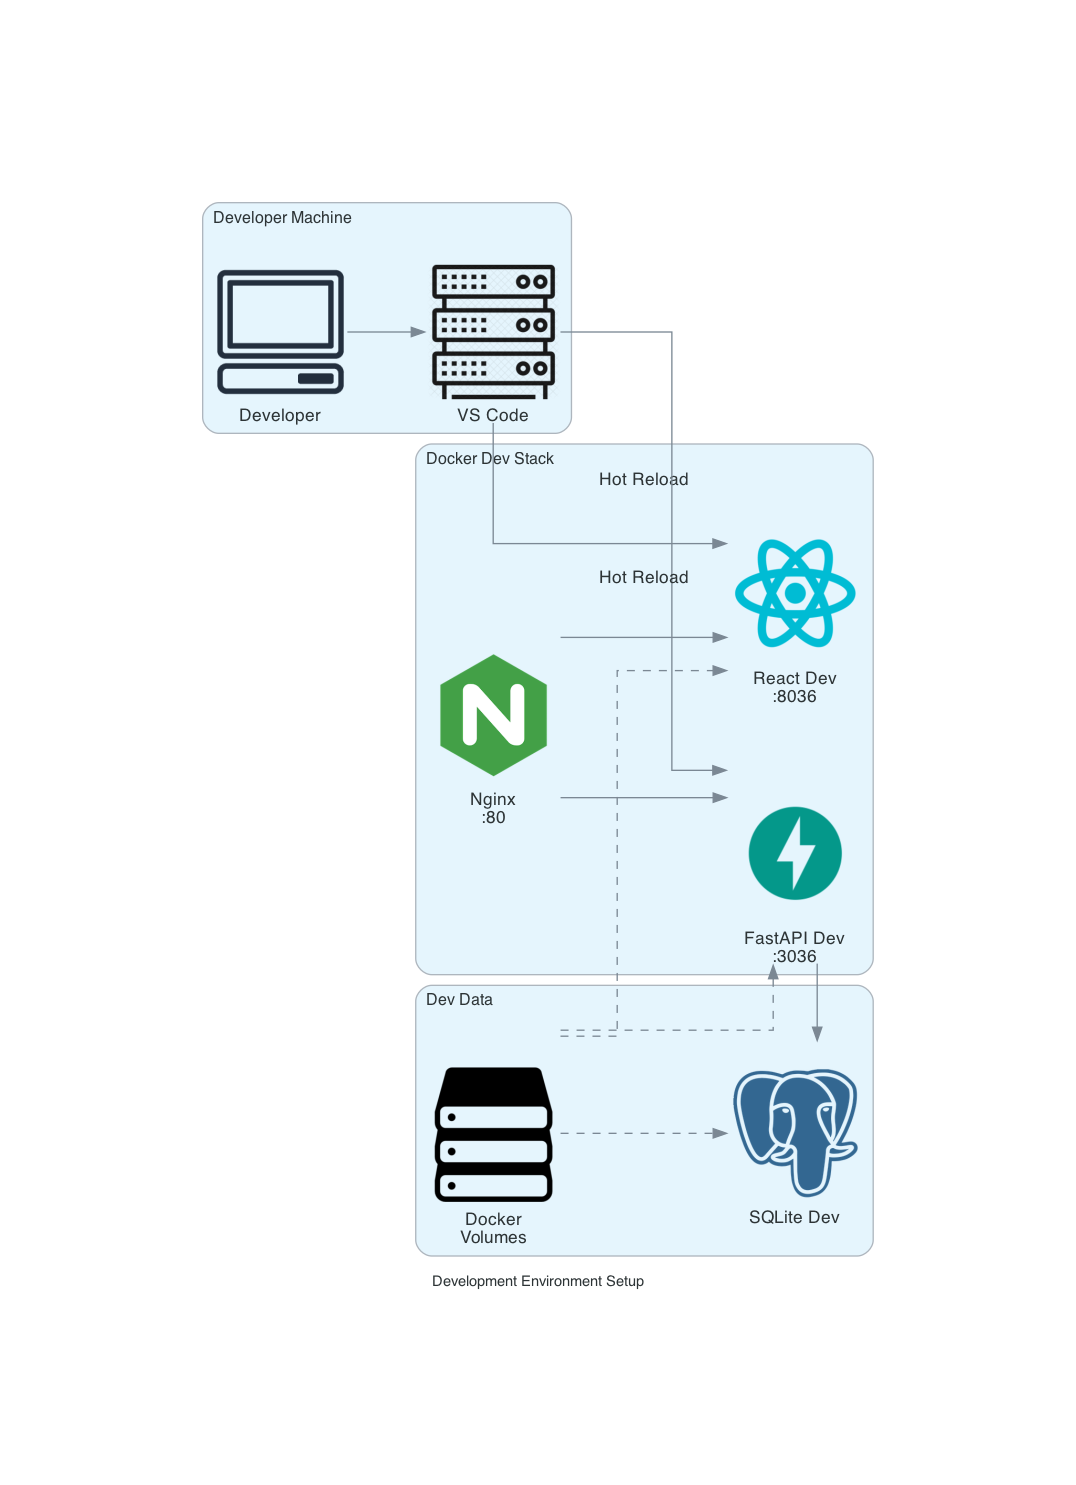 Developer Machine
Developer
VS Code
Docker Dev Stack
Hot Reload
Hot Reload
React Dev
:8036
Nginx
:80
FastAPI Dev
:3036
Dev Data
Docker
Volumes
SQLite Dev
Development Environment Setup